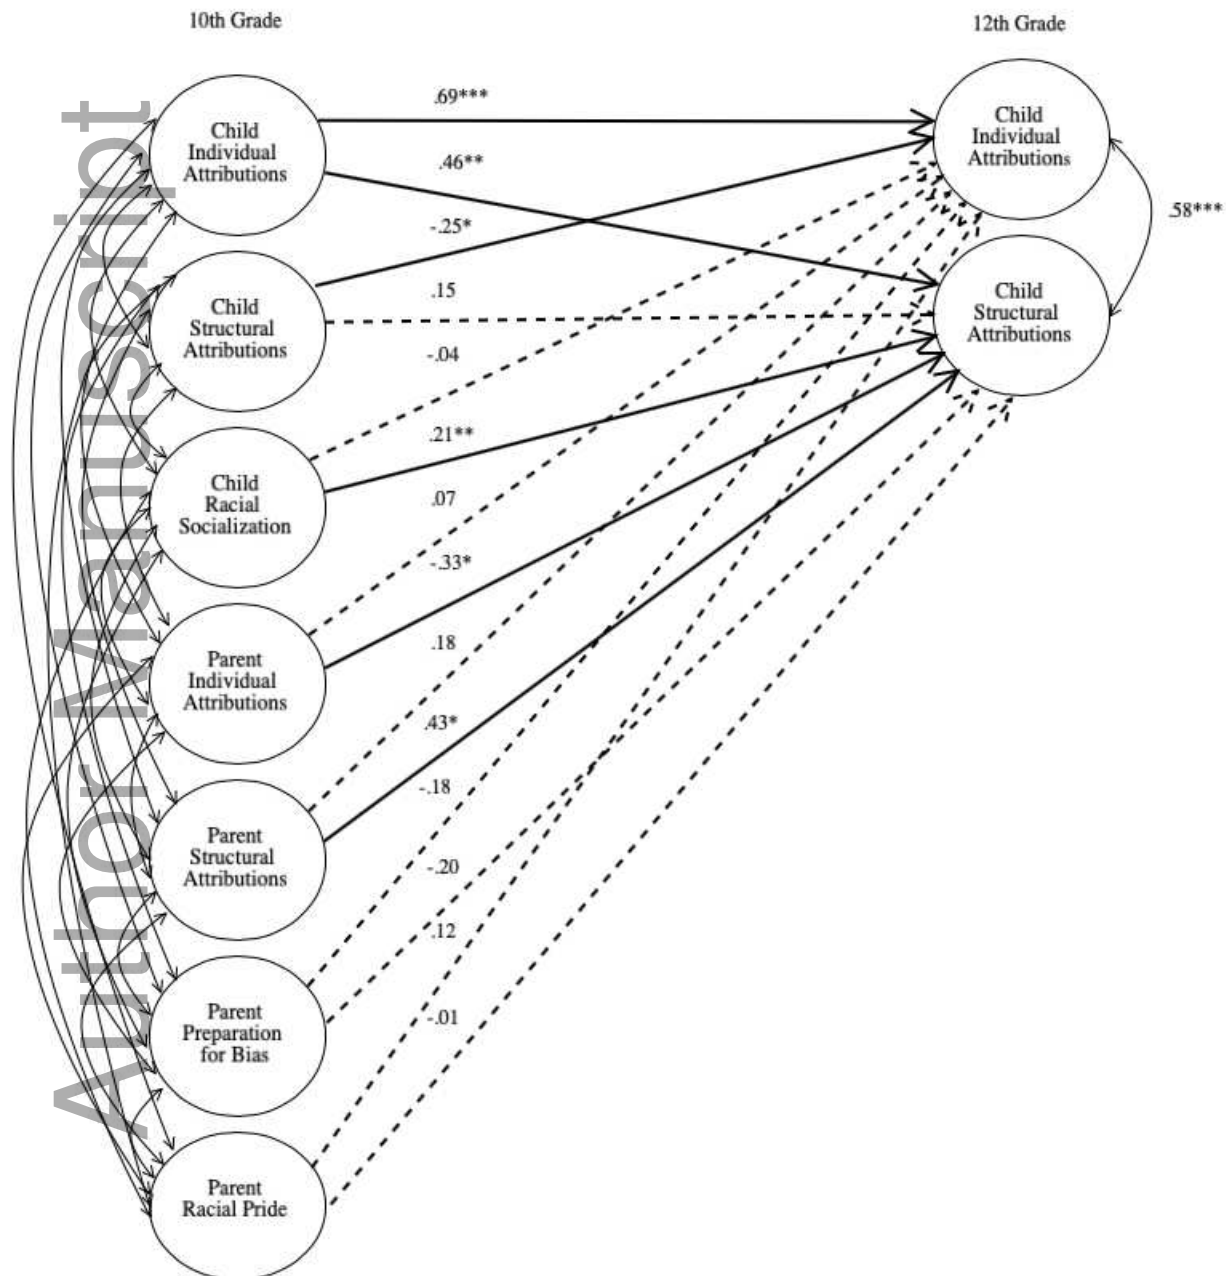 10th Grade
12th Grade
Child
Individual
Attributions
Child
Structural
Attributions
Child
Racial
Socialization
Parent
Individual
Attributions
Parent
Structural
Attributions
Parent
Preparation
for Bias
Parent
Racial Pride
.69***
.46**
-.25*
.15
-.04
.21**
.07
-.33*
.18
.43*
-.18
-.20
.12
-.01
Child
Individual
Attributions
Child
Structural
Attributions
.58***
Author Manuscript